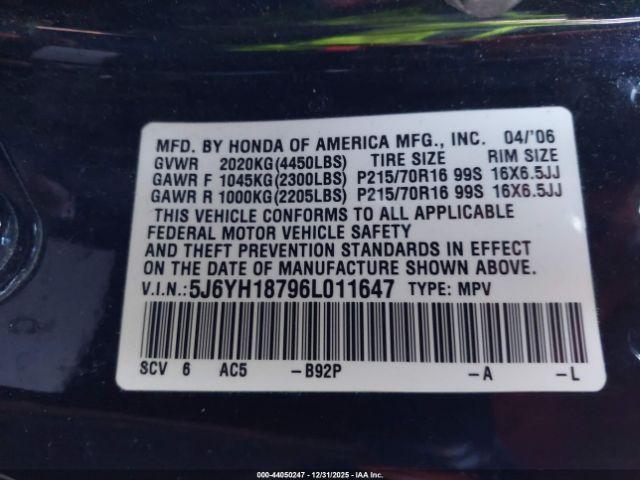 MFD. BY HONDA OF AMERICA MFG., INC. 04/'06
GVWR 2020KG(4450LBS) TIRE SIZE RIM SIZE
GAWR F 1045KG(2300LBS) P215/70R16 99S 16X6.5JJ
GAWR R 1000KG(2205LBS) P215/70R16 99S 16X6.5JJ
THIS VEHICLE CONFORMS TO ALL APPLICABLE
FEDERAL MOTOR VEHICLE SAFETY
AND THEFT PREVENTION STANDARDS IN EFFECT
ON THE DATE OF MANUFACTURE SHOWN ABOVE.
V.I.N.:5J6YH18796L011647 TYPE: MPV
SCV 6 AC5 -B92P -A -L
000-44050247 - 12/31/2025 - IAA, Inc.